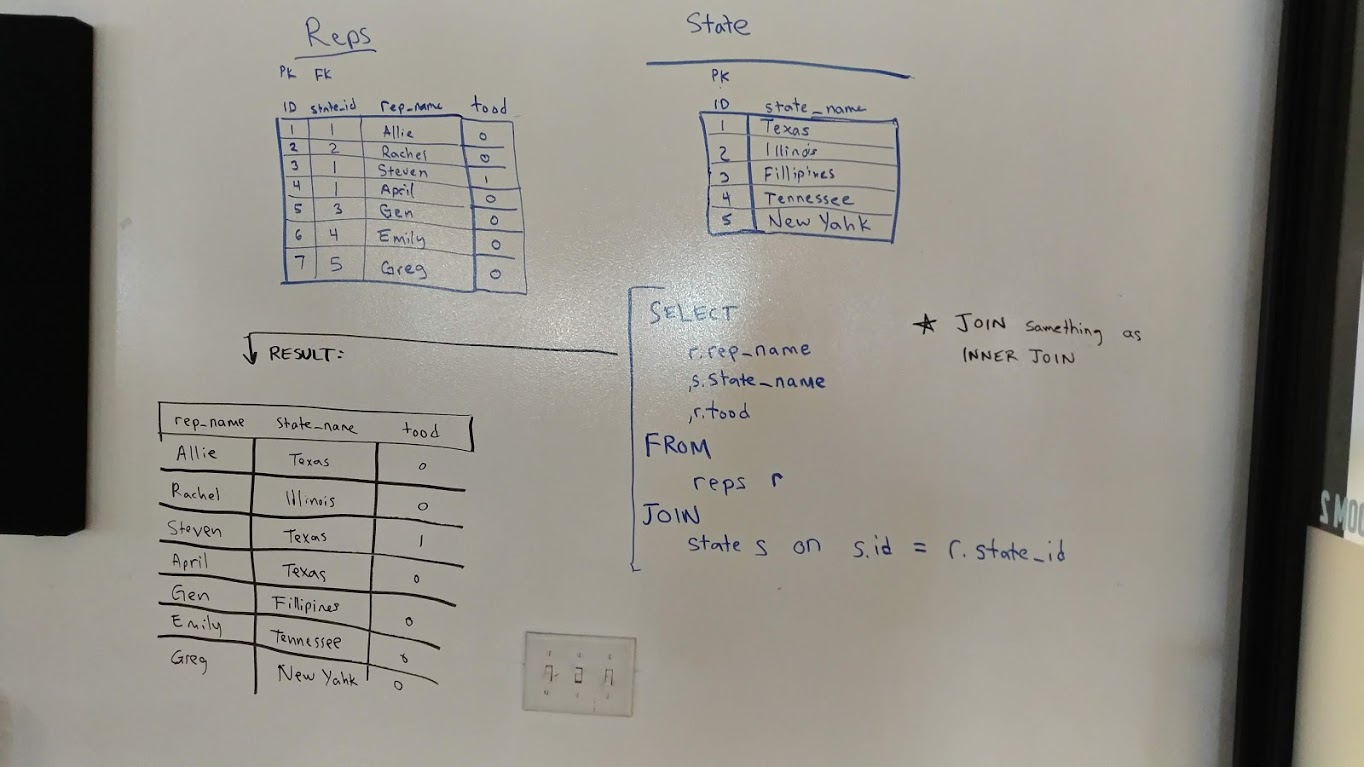 Reps
PK FK
ID state_id rep_name tood
1 1 Allie 0
2 2 Rachel 0
3 1 Steven 1
4 1 April 0
5 3 Gen 0
6 4 Emily 0
7 5 Greg 0
State
PK
ID state_name
1 Texas
2 Illinois
3 Fillipines
4 Tennessee
5 New Yahk
SELECT
r.rep_name
,s.state_name
,r.tood
FROM
reps r
JOIN
state s on s.id = r.state_id
★ JOIN samething as
INNER JOIN
RESULT:
rep_name state_name tood
Allie Texas 0
Rachel Illinois 0
Steven Texas 1
April Texas 0
Gen Fillipines 0
Emily Tennessee 0
Greg New Yahk 0